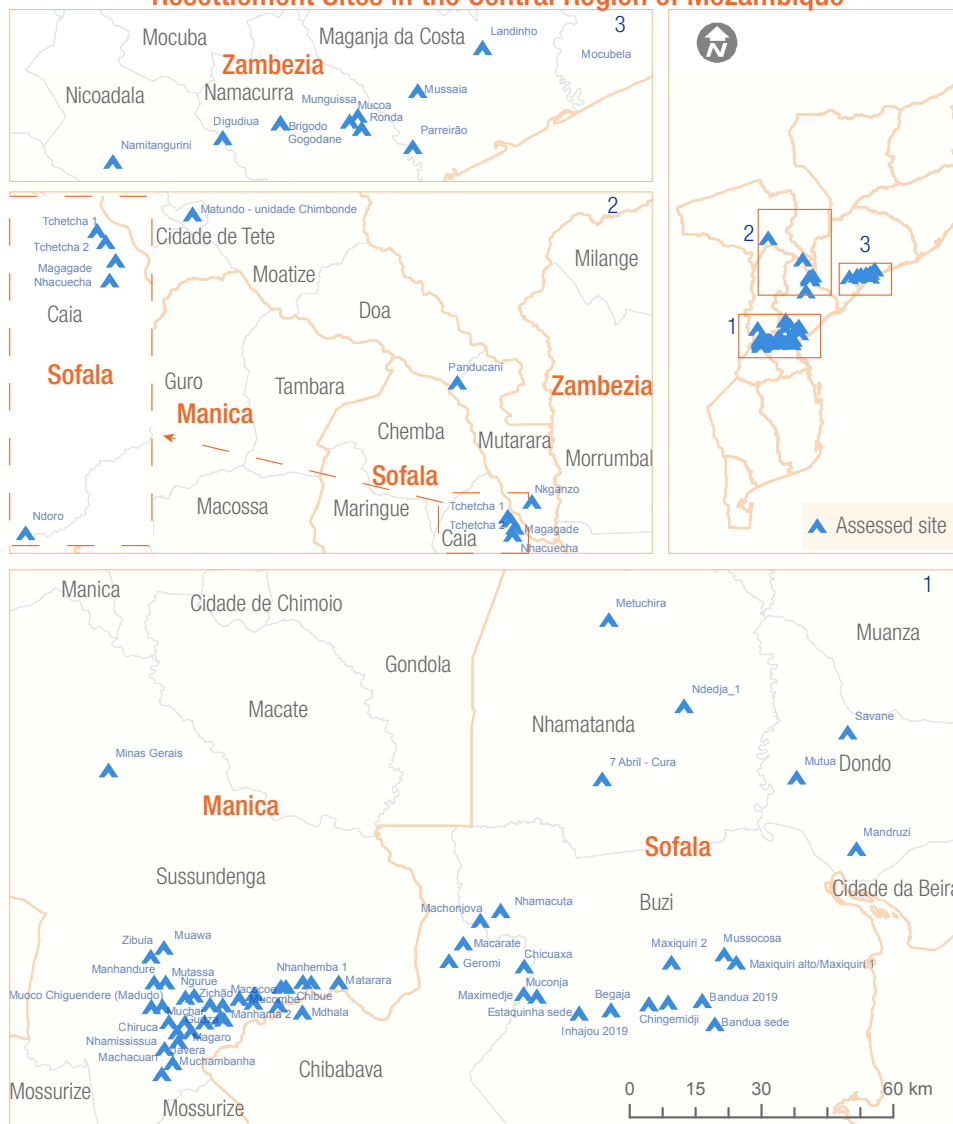 Resettlement Sites in the Central Region of Mozambique
3
Mocuba
Maganja da Costa
Landinho
Mocubela
Zambezia
Nicoadala
Namacurra
Mussaia
Munguissa
Mucoa
Ronda
Digudiua
Brigodo
Gogodane
Parreirão
Namitangurini
2
Tchetcha 1
Tchetcha 2
Magagade
Nhacuecha
Caia
Sofala
Ndoro
Matundo - unidade Chimbonde
Cidade de Tete
Moatize
Milange
Doa
Guro
Tambara
Panducani
Zambezia
Manica
Chemba
Mutarara
Sofala
Morrumbal
Macossa
Maringue
Nkganzo
Tchetcha 1
Tchetcha 2
Magagade
Caia
Nhacuecha
N
2
3
1
Assessed site
1
Manica
Cidade de Chimoio
Metuchira
Muanza
Gondola
Macate
Ndedja_1
Nhamatanda
Savane
Minas Gerais
7 Abril - Cura
Mutua
Dondo
Manica
Sofala
Mandruzi
Sussundenga
Cidade da Beira
Buzi
Nhamacuta
Machonjova
Muawa
Zibuia
Macarate
Geromi
Chicuaxa
Maxiquiri 2
Mussocosa
Maxiquiri alto/Maxiquiri 1
Manhandure
Mutassa
Nhanhemba 1
Matarara
Ngurue
Muconja
Muoco Chiguendere (Madudo)
Zichão
Macocoe
Mucombe
Chibue
Maximedje
Estaquinha sede
Begaja
Bandua 2019
Muchai
Manhama 2
Mdhala
Chingemidji
Chiruca
Gudza
Inhajou 2019
Bandua sede
Nhamississua
Magaro
Javera
Machacuari
Muchambanha
Chibabava
Mossurize
Mossurize
0 15 30 60 km